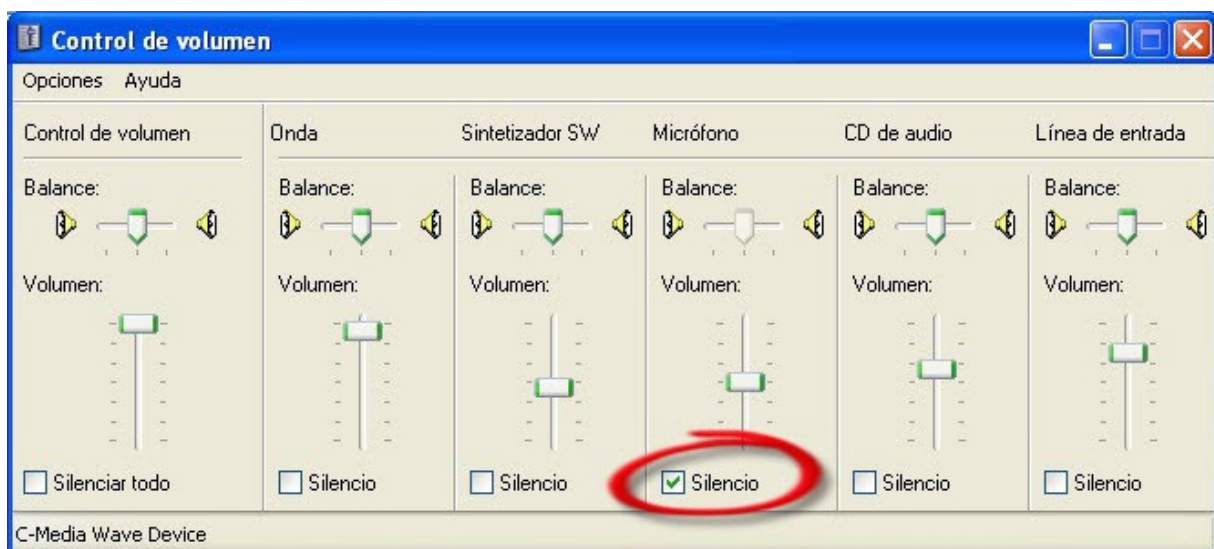 Control de volumen
Opciones Ayuda
Control de volumen Onda Sintetizador SW Micrófono CD de audio Línea de entrada
Balance: Balance: Balance: Balance: Balance: Balance:
Volumen: Volumen: Volumen: Volumen: Volumen: Volumen:
Silenciar todo Silencio Silencio Silencio Silencio Silencio
C-Media Wave Device